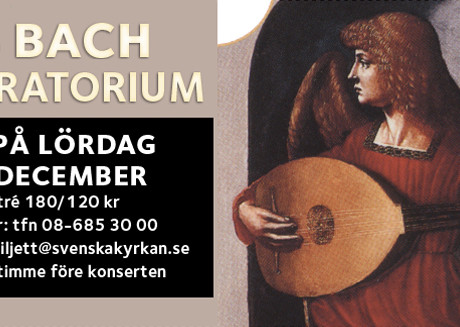 BACH
RATORIUM
PÅ LÖRDAG
DECEMBER
tré 180/120 kr
r: tfn 08-685 30 00
iljett@svenskakyrkan.se
timme före konserten